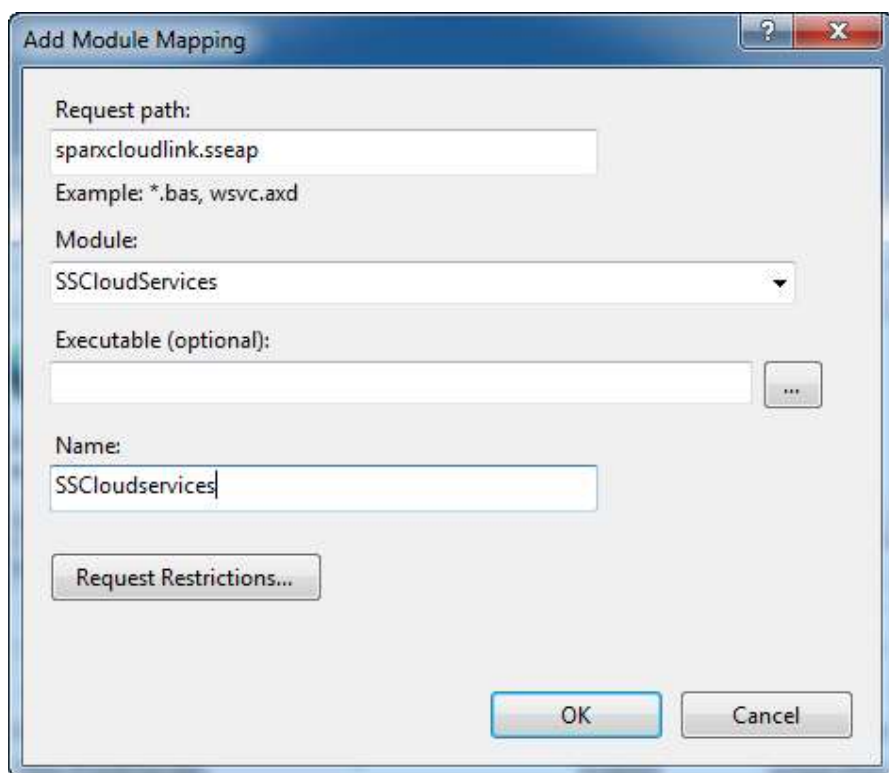 Add Module Mapping
?
X
Request path:
sparxcloudlink.sseap
Example: *.bas, wsvc.axd
Module:
SSCloudServices
Executable (optional):
...
Name:
SSCloudservices
Request Restrictions...
OK Cancel